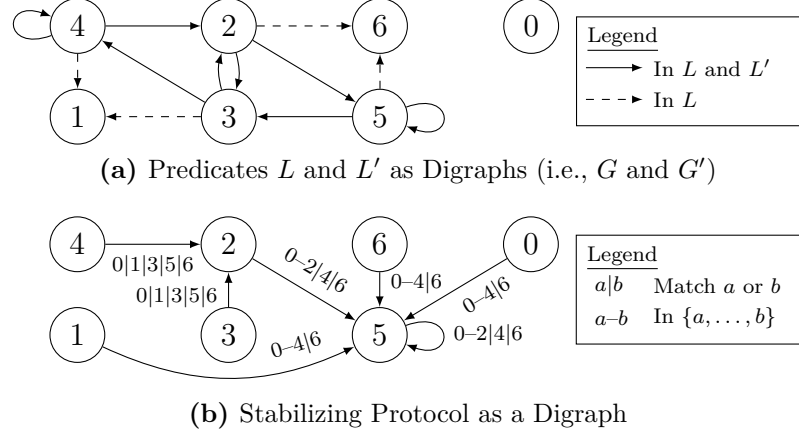 4 2 6 0
Legend
In L and L′
In L
1 3 5
(a) Predicates L and L′ as Digraphs (i.e., G and G′)
4 2 6 0
0|1|3|5|6
0–2|4|6
0–4|6
0–4|6
0|1|3|5|6
1 3 5
0–4|6
0–2|4|6
Legend
a|b Match a or b
a–b In {a, . . . , b}
(b) Stabilizing Protocol as a Digraph